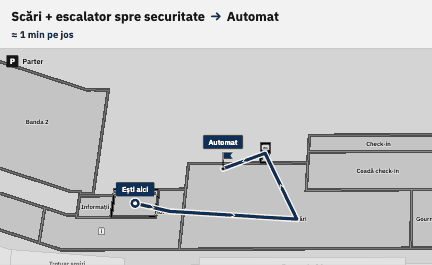 Scări + escalator spre securitate → Automat
≈ 1 min pe jos
P Parter
Banda 2
Automat
Check-in
Coadă check-in
Ești aici
Informații
i